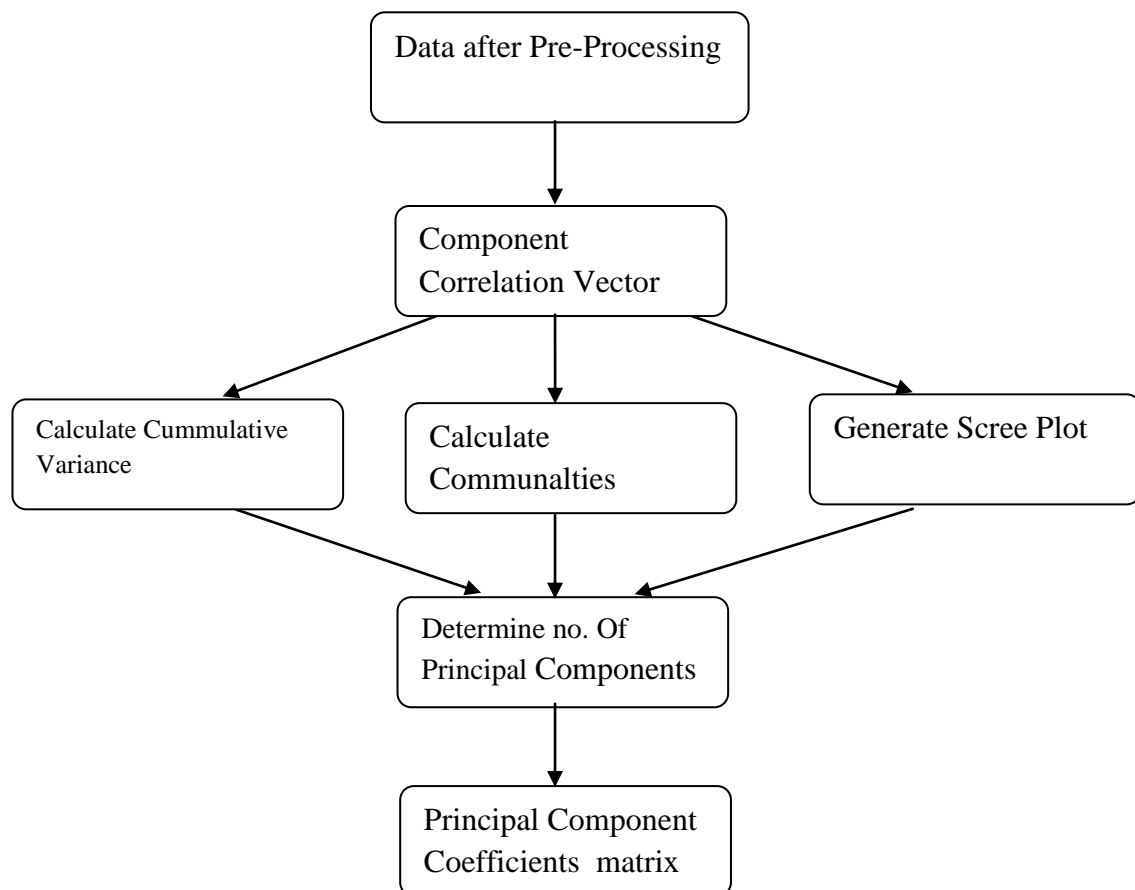 Data after Pre-Processing
Component
Correlation Vector
Calculate Cummulative
Variance
Calculate
Communalties
Generate Scree Plot
Determine no. Of
Principal Components
Principal Component
Coefficients matrix